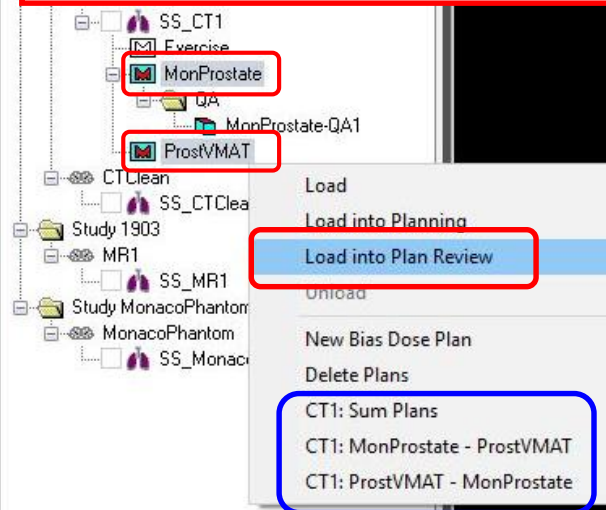 SS_CT1
Exercise
MonProstate
QA
MonProstate-QA1
ProstVMAT
CTClean
SS_CTClea
Study 1903
MR1
SS_MR1
Study MonacoPhantom
MonacoPhantom
SS_Monaco
Load
Load into Planning
Load into Plan Review
Unload
New Bias Dose Plan
Delete Plans
CT1: Sum Plans
CT1: MonProstate - ProstVMAT
CT1: ProstVMAT - MonProstate